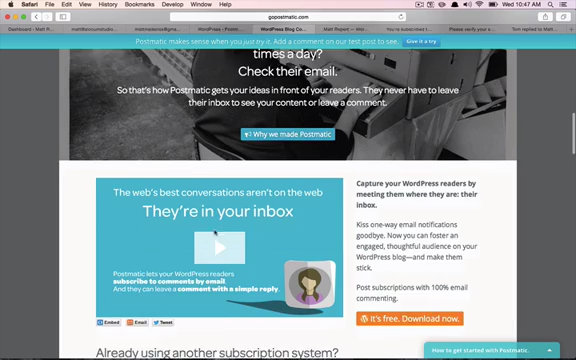 Safari File Edit View History Bookmarks Develop Window Help
Wed 10:47 AM
gopostmatic.com
WordPress Blog Co...
Postmatic makes sense when you just try it. Add a comment on our test post to see. Give it a try
times a day?
Check their email.
So that's how Postmatic gets your ideas in front of your readers. They never have to leave
their inbox to see your content or leave a comment.
Why we made Postmatic
The web's best conversations aren't on the web
They're in your inbox
Postmatic lets your WordPress readers
subscribe to comments by email.
And they can leave a comment with a simple reply.
Embed Email Tweet
Capture your WordPress readers by
meeting them where they are: their
inbox.
Kiss one-way email notifications
goodbye. Now you can foster an
engaged, thoughtful audience on your
WordPress blog—and make them
stick.
Post subscriptions with 100% email
commenting.
It's free. Download now.
Already using another subscription system?
How to get started with Postmatic.